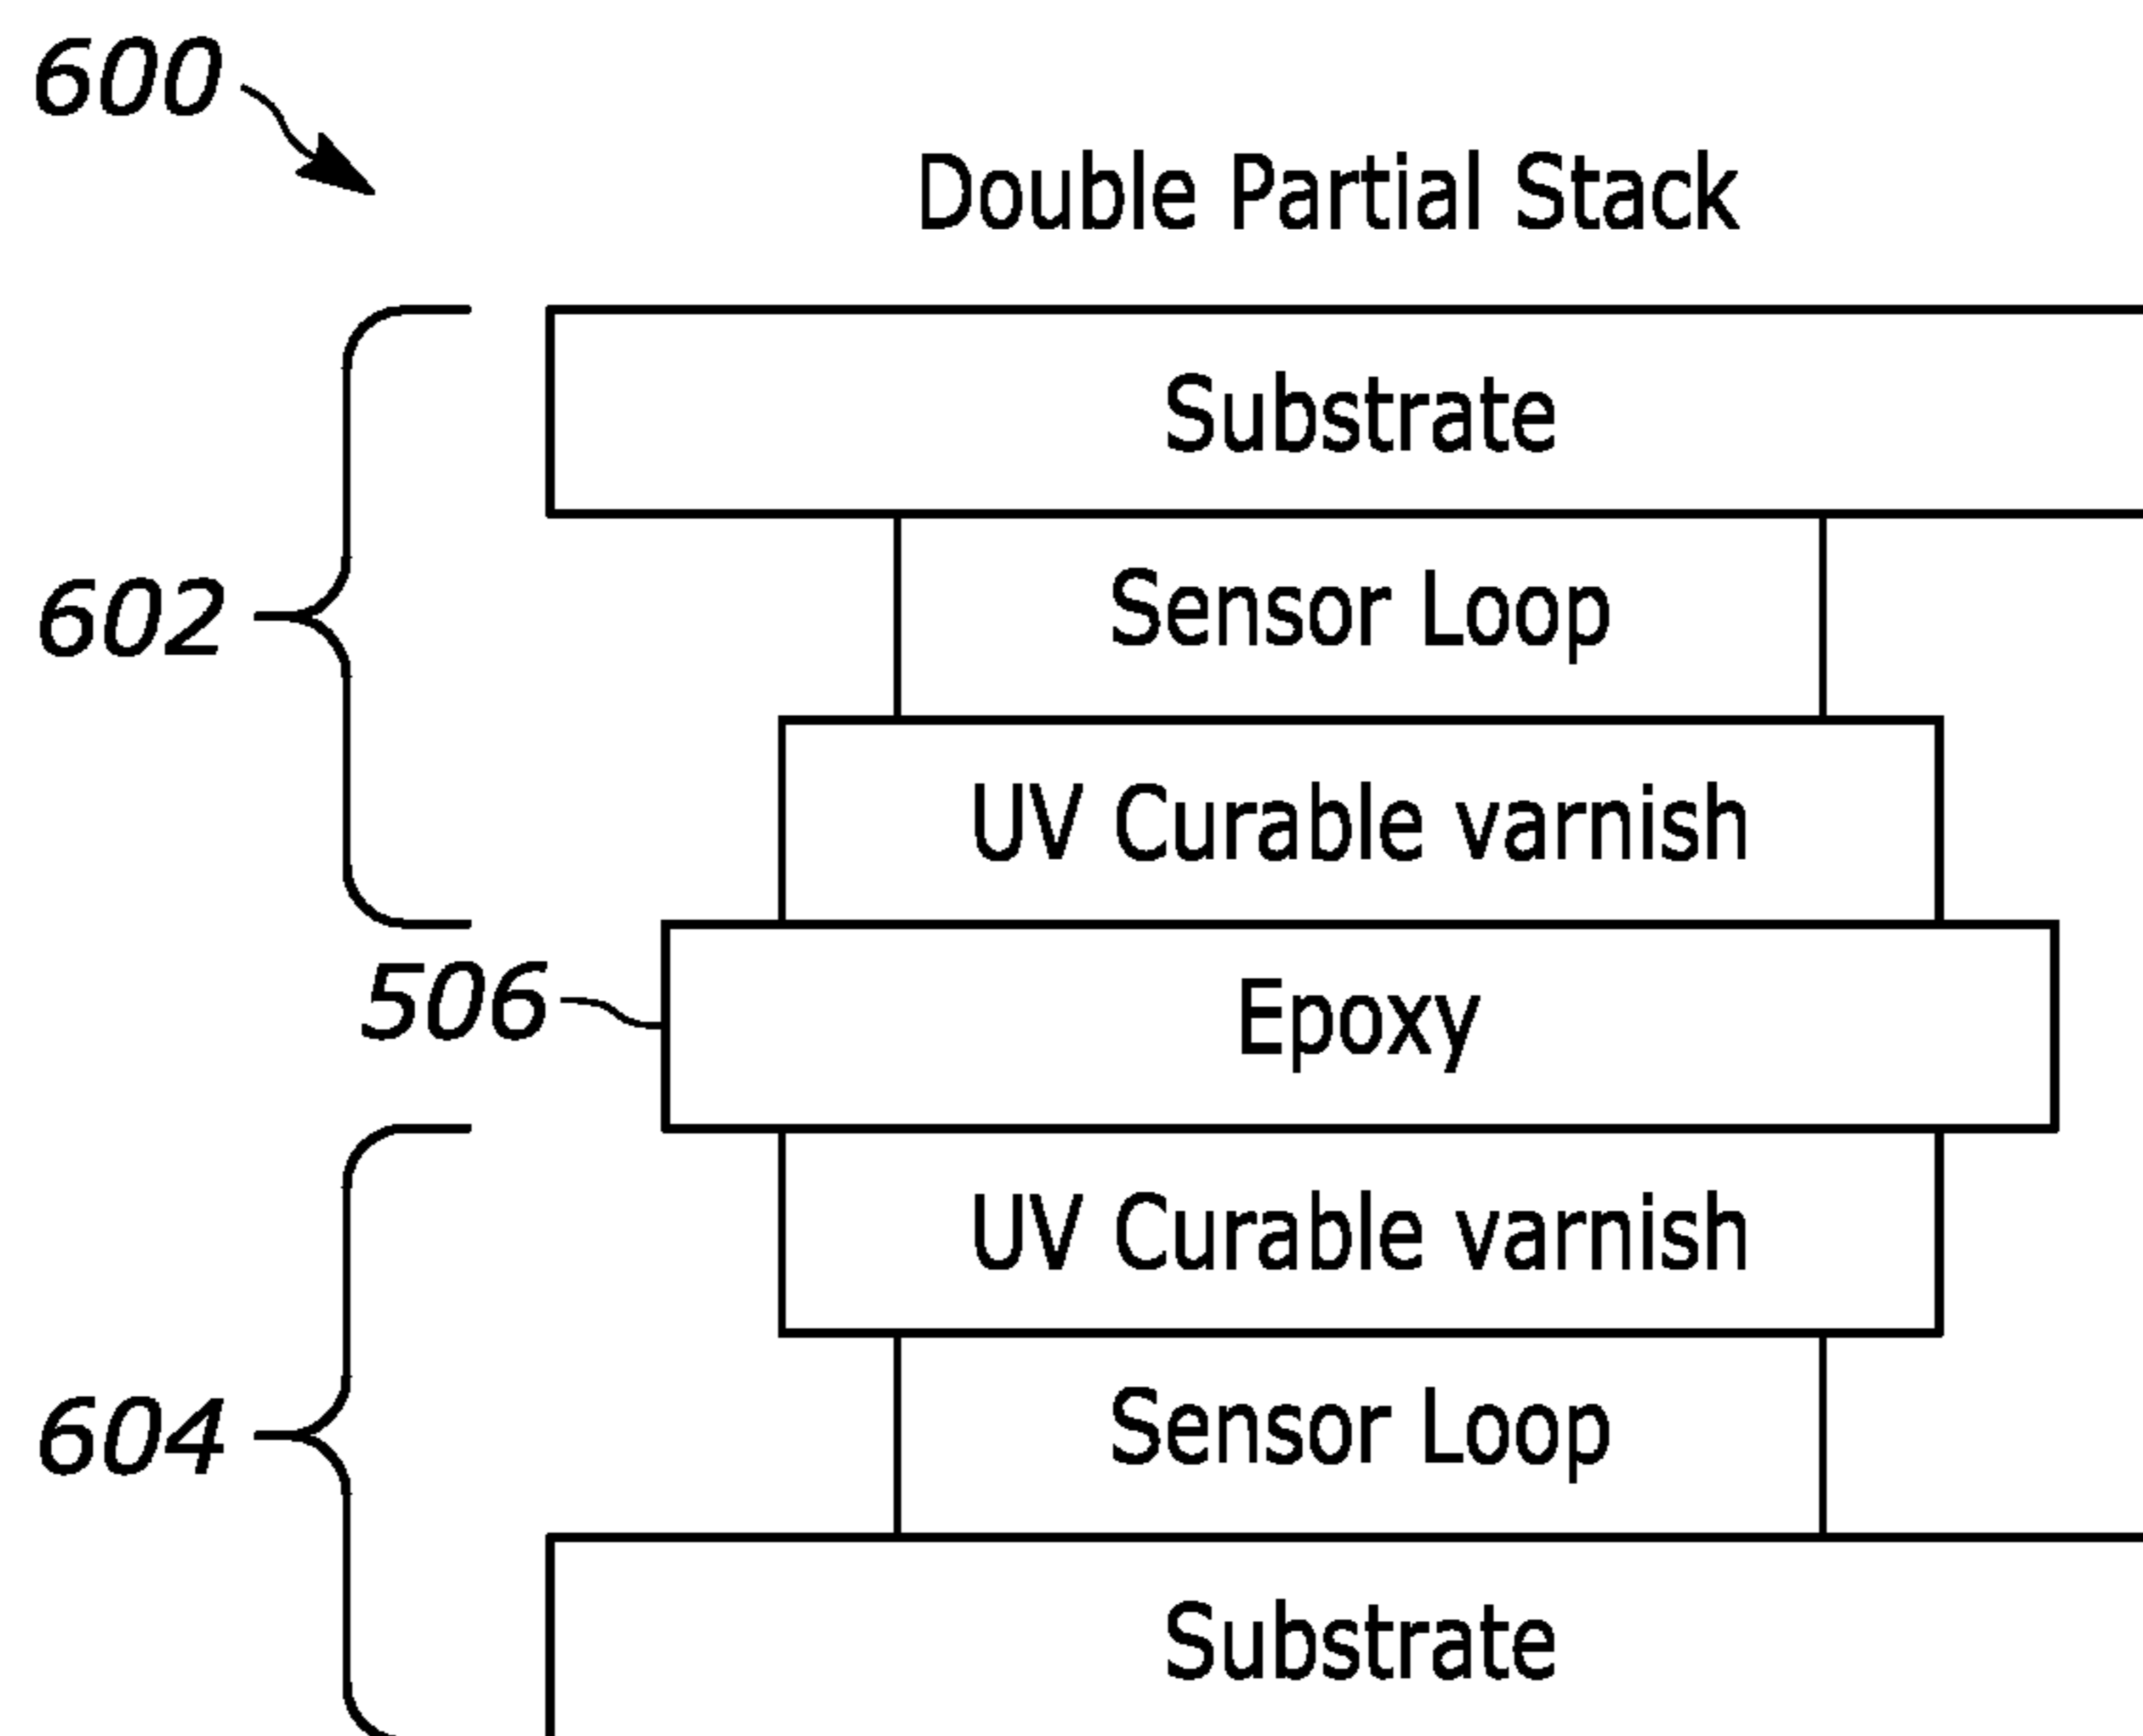 600
Double Partial Stack
Substrate
Sensor Loop
602
UV Curable varnish
506
Epoxy
UV Curable varnish
Sensor Loop
604
Substrate